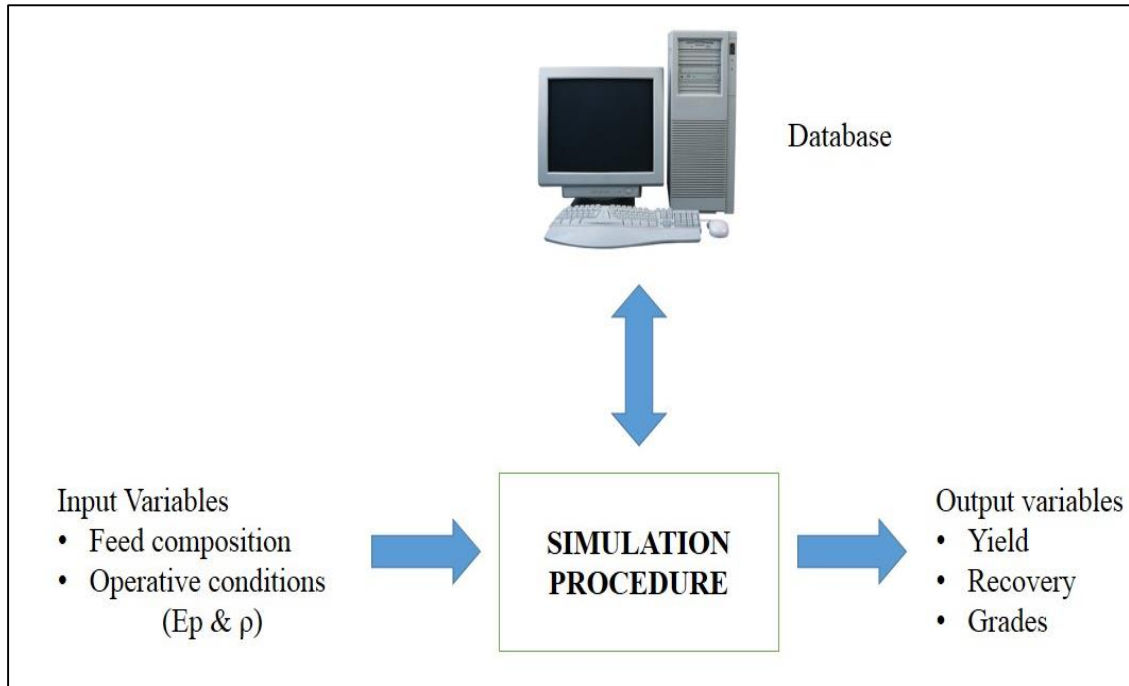 Database
Input Variables
• Feed composition
• Operative conditions
(Ep & ρ)
SIMULATION
PROCEDURE
Output variables
• Yield
• Recovery
• Grades